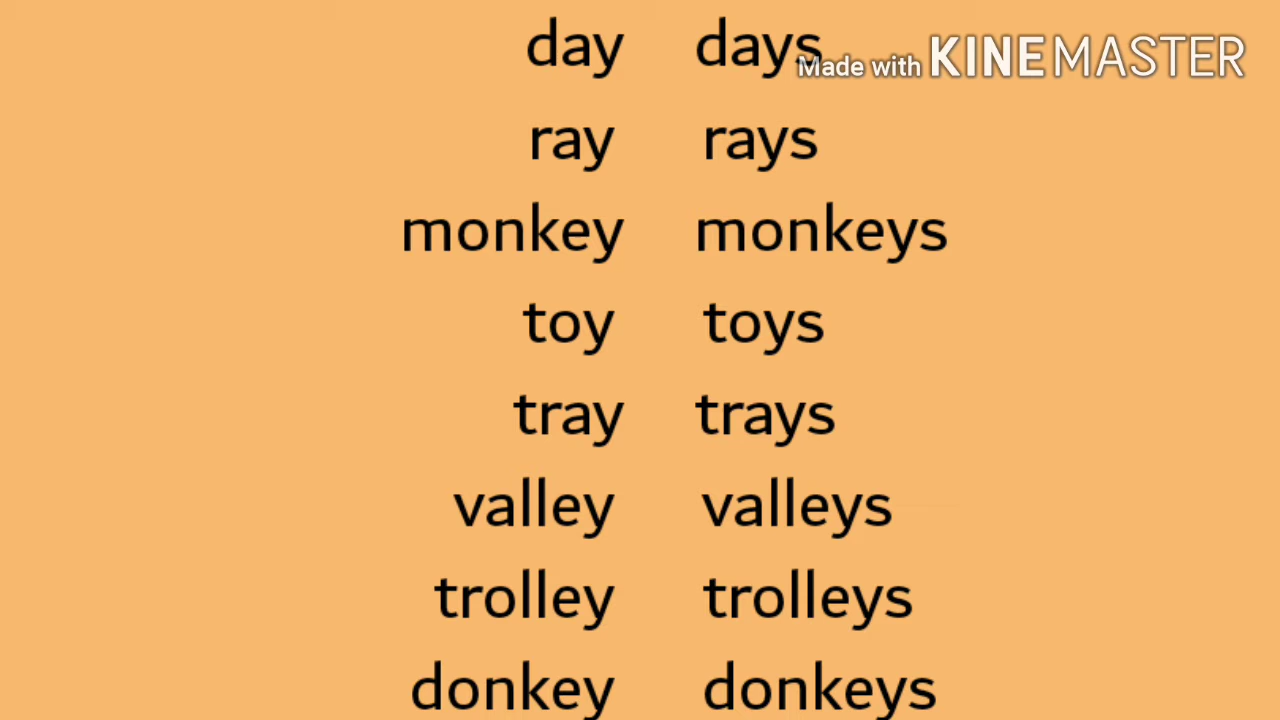 day days
Made with KINEMASTER
ray rays
monkey monkeys
toy toys
tray trays
valley valleys
trolley trolleys
donkey donkeys